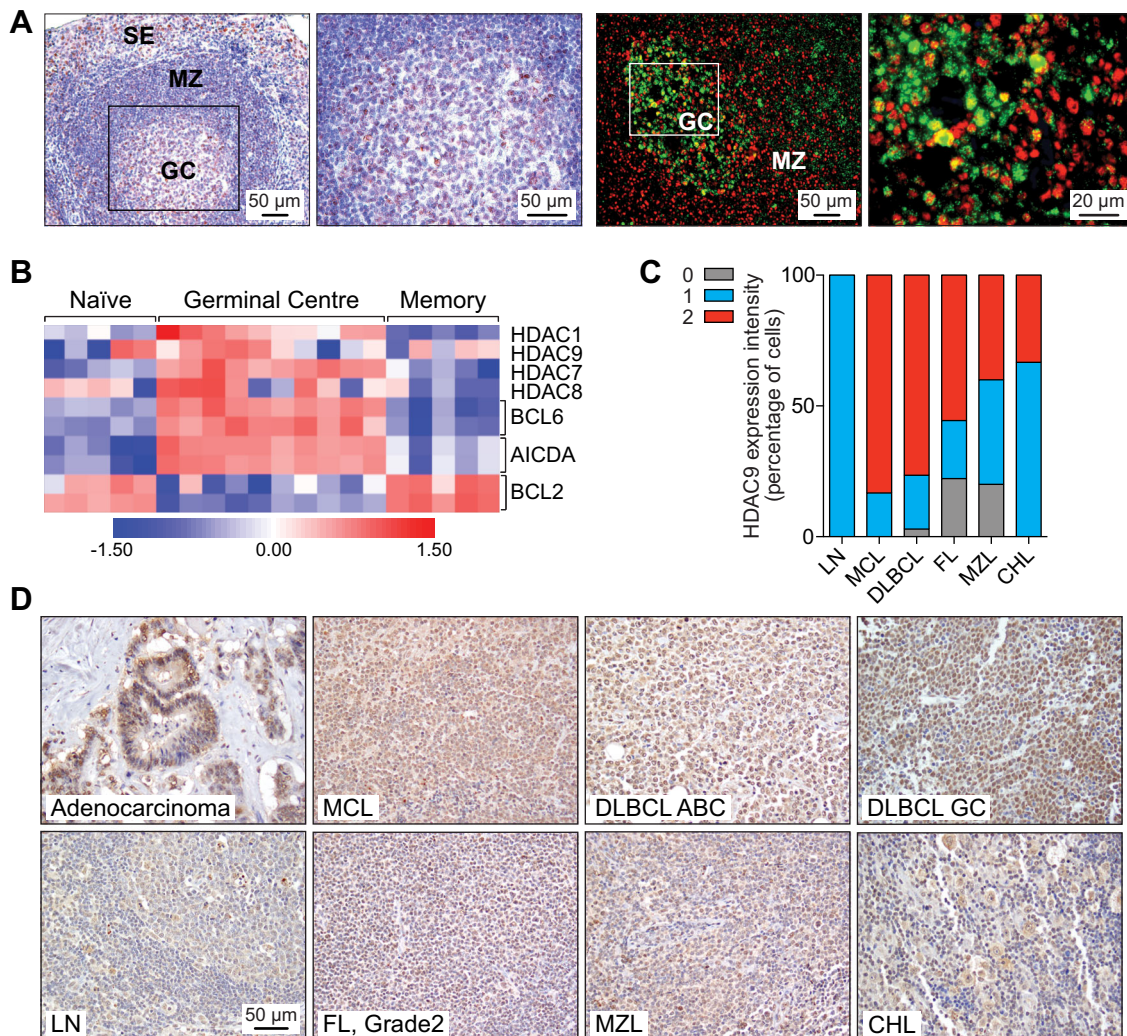 A
SE
MZ
GC
50 µm
50 µm
GC
MZ
50 µm
20 µm
B
Naïve
Germinal Centre
Memory
HDAC1
HDAC9
HDAC7
HDAC8
BCL6
AICDA
BCL2
-1.50
0.00
1.50
C
0
1
2
HDAC9 expression intensity
(percentage of cells)
100
50
0
LN
MCL
DLBCL
FL
MZL
CHL
D
Adenocarcinoma
MCL
DLBCL ABC
DLBCL GC
LN
50 µm
FL, Grade2
MZL
CHL